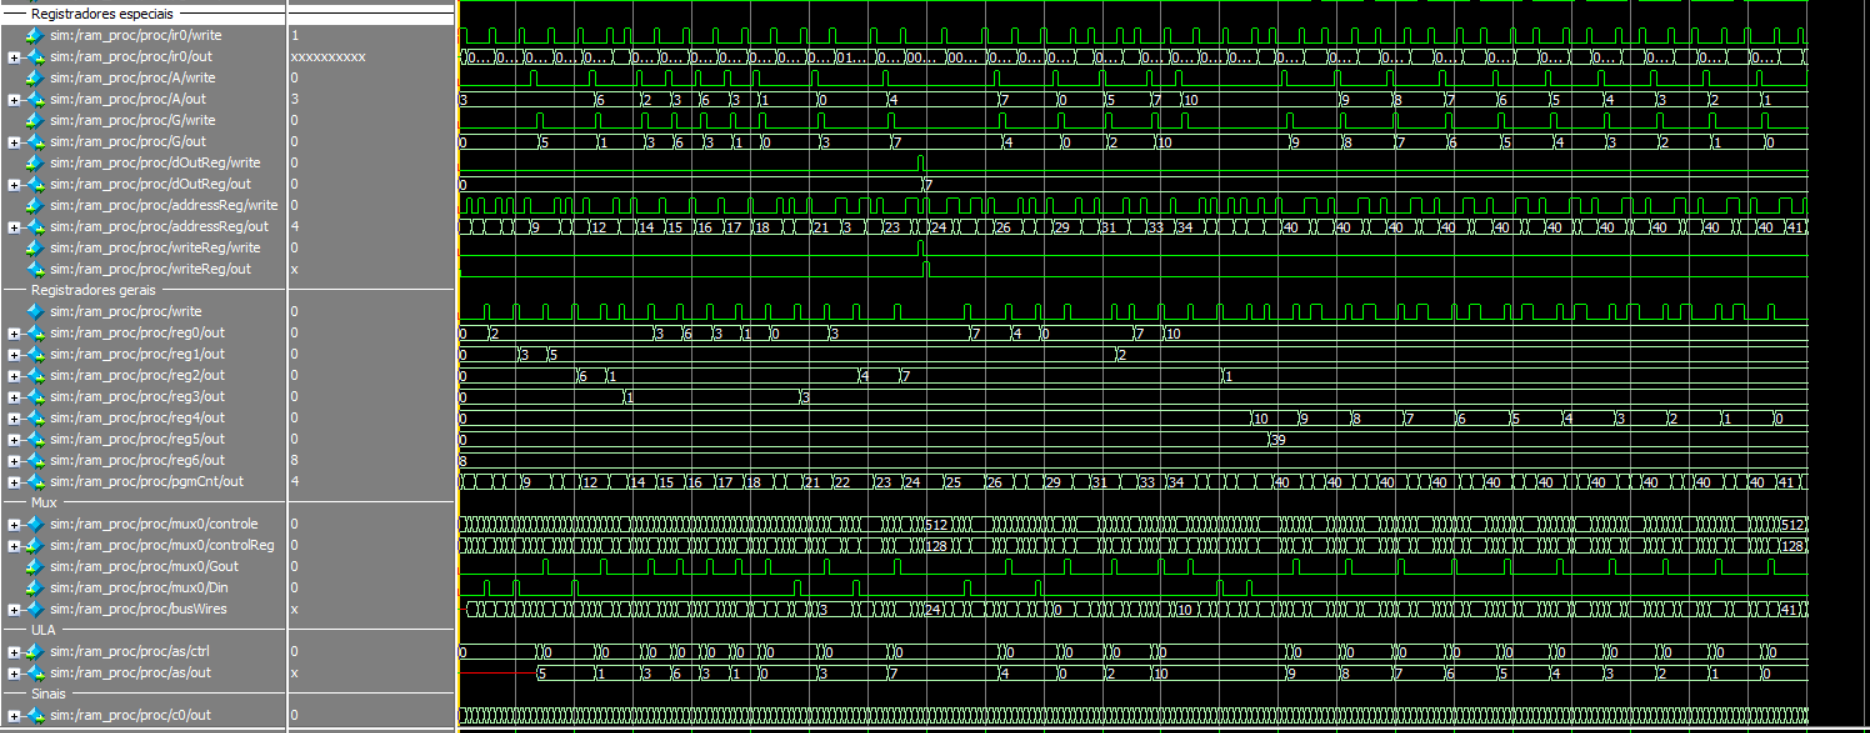 Registradores especiais
sim:/ram_proc/proc/ir0/write 1
sim:/ram_proc/proc/ir0/out xxxxxxxxxx 0... 0... 0... 0... 0... 0... 0... 0... 0... 0... 0... 0... 01... 0... 00... 00... 0... 0... 0... 0... 0... 0... 0... 0... 0... 0... 0... 0... 0... 0... 0... 0... 0... 0...
sim:/ram_proc/proc/A/write 0
sim:/ram_proc/proc/A/out 3 3 6 2 3 6 3 1 0 4 7 0 5 7 10 9 8 7 6 5 4 3 2 1
sim:/ram_proc/proc/G/write 0
sim:/ram_proc/proc/G/out 0 0 5 1 3 6 3 1 0 3 7 4 0 2 10 9 8 7 6 5 4 3 2 1 0
sim:/ram_proc/proc/dOutReg/write 0
sim:/ram_proc/proc/dOutReg/out 0 0 7
sim:/ram_proc/proc/addressReg/write 0
sim:/ram_proc/proc/addressReg/out 4 9 12 14 15 16 17 18 21 3 23 24 26 29 31 33 34 40 40 40 40 40 40 40 40 40 40 41
sim:/ram_proc/proc/writeReg/write 0
sim:/ram_proc/proc/writeReg/out x
Registradores gerais
sim:/ram_proc/proc/write 0
sim:/ram_proc/proc/reg0/out 0 0 2 3 6 3 1 0 3 7 4 0 7 10
sim:/ram_proc/proc/reg1/out 0 0 3 5 2
sim:/ram_proc/proc/reg2/out 0 0 6 1 4 7 1
sim:/ram_proc/proc/reg3/out 0 0 1 3
sim:/ram_proc/proc/reg4/out 0 0 10 9 8 7 6 5 4 3 2 1 0
sim:/ram_proc/proc/reg5/out 0 0 39
sim:/ram_proc/proc/reg6/out 8 8
sim:/ram_proc/proc/pgmCnt/out 4 9 12 14 15 16 17 18 21 22 23 24 25 26 29 31 33 34 40 40 40 40 40 40 40 40 40 40 41
Mux
sim:/ram_proc/proc/mux0/controle 0 512 512
sim:/ram_proc/proc/mux0/controlReg 0 128 128
sim:/ram_proc/proc/mux0/Gout 0
sim:/ram_proc/proc/mux0/Din 0
sim:/ram_proc/proc/busWires x 3 24 0 10 41
ULA
sim:/ram_proc/proc/as/ctrl 0 0 0 0 0 0 0 0 0 0 0 0 0 0 0 0 0 0 0 0 0 0 0 0 0 0
sim:/ram_proc/proc/as/out x 5 1 3 6 3 1 0 3 7 4 0 2 10 9 8 7 6 5 4 3 2 1 0
Sinais
sim:/ram_proc/proc/c0/out 0